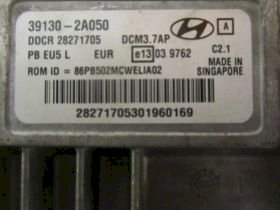 39130-2A050
A
DDCR 28271705 DCM3.7AP
PB EU5 L EUR e13 03 9762 C2.1
ROM ID = 86PB502MCWELIA02
MADE IN
SINGAPORE
28271705301960169